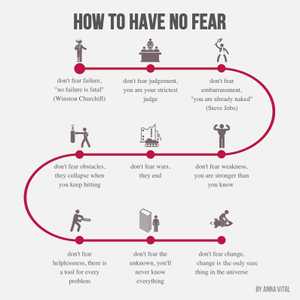 HOW TO HAVE NO FEAR
don't fear failure,
"no failure is fatal"
(Winston Churchill)
don't fear judgement,
you are your strictest
judge
don't fear
embarrassment,
"you are already naked"
(Steve Jobs)
don't fear obstacles,
they collapse when
you keep hitting
don't fear wars,
they end
don't fear weakness,
you are stronger than
you know
don't fear
helplessness, there is
a tool for every
problem
don't fear the
unknown, you'll
never know
everything
don't fear change,
change is the only sure
thing in the universe
BY ANNA VITAL